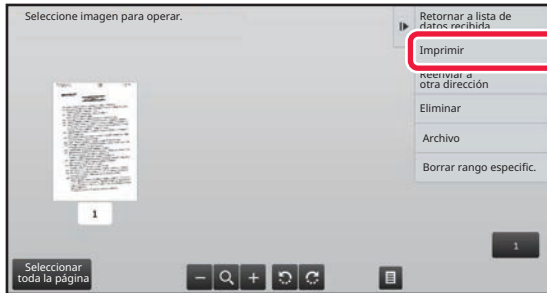 Seleccione imagen para operar.
Retornar a lista de
datos recibida
Imprimir
Reenviar a
otra dirección
Eliminar
Archivo
Borrar rango especific.
1
1
Seleccionar
toda la página